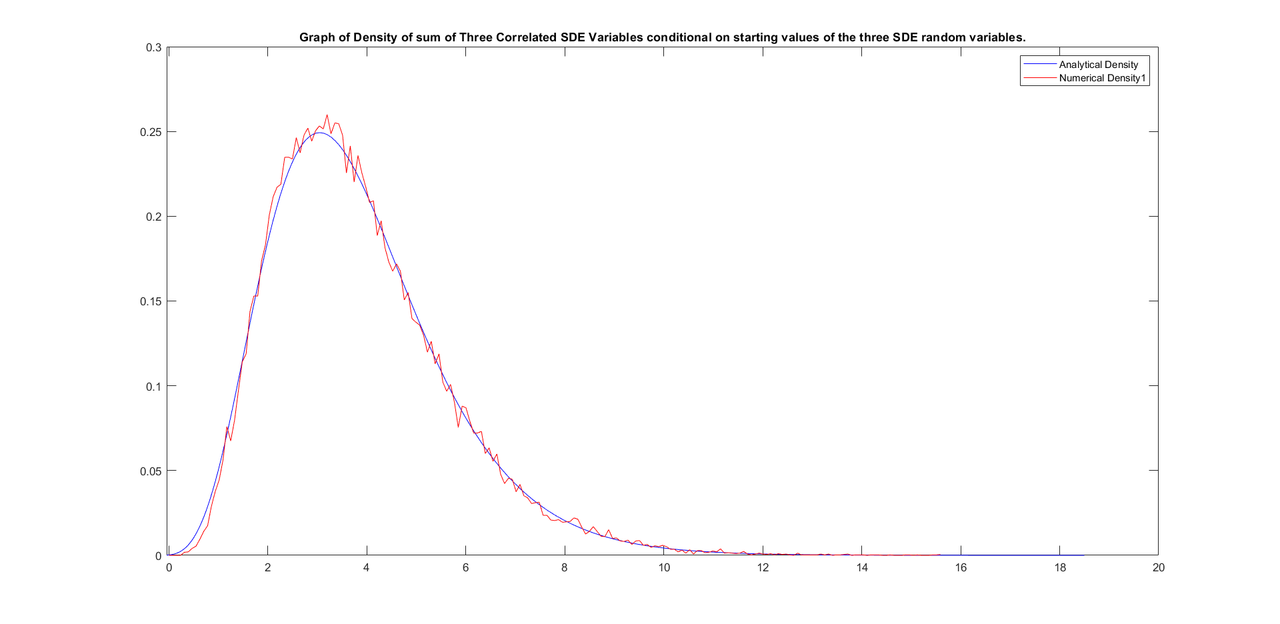 Graph of Density of sum of Three Correlated SDE Variables conditional on starting values of the three SDE random variables.
0.3
Analytical Density
Numerical Density1
0.25
0.2
0.15
0.1
0.05
0
0 2 4 6 8 10 12 14 16 18 20